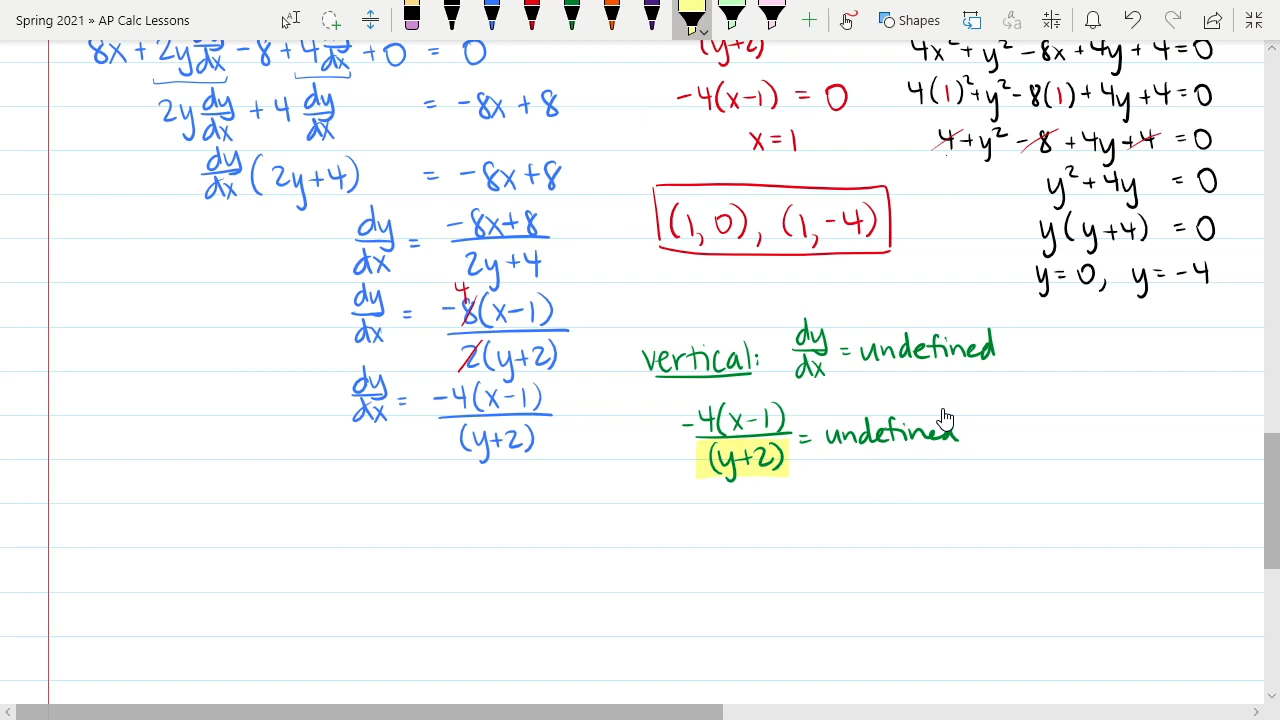 Spring 2021 » AP Calc Lessons
Shapes
8x + 2y dy/dx - 8 + 4 dy/dx + 0 = 0
2y dy/dx + 4 dy/dx = -8x + 8
dy/dx (2y+4) = -8x+8
dy/dx = -8x+8 / 2y+4
4
dy/dx = -8(x-1) / 2(y+2)
dy/dx = -4(x-1) / (y+2)
(y+2)
-4(x-1) = 0
x=1
(1, 0), (1, -4)
4x² + y² - 8x + 4y + 4 = 0
4(1)² + y² - 8(1) + 4y + 4 = 0
4 + y² - 8 + 4y + 4 = 0
y² + 4y = 0
y(y+4) = 0
y=0, y=-4
vertical: dy/dx = undefined
-4(x-1) / (y+2) = undefined